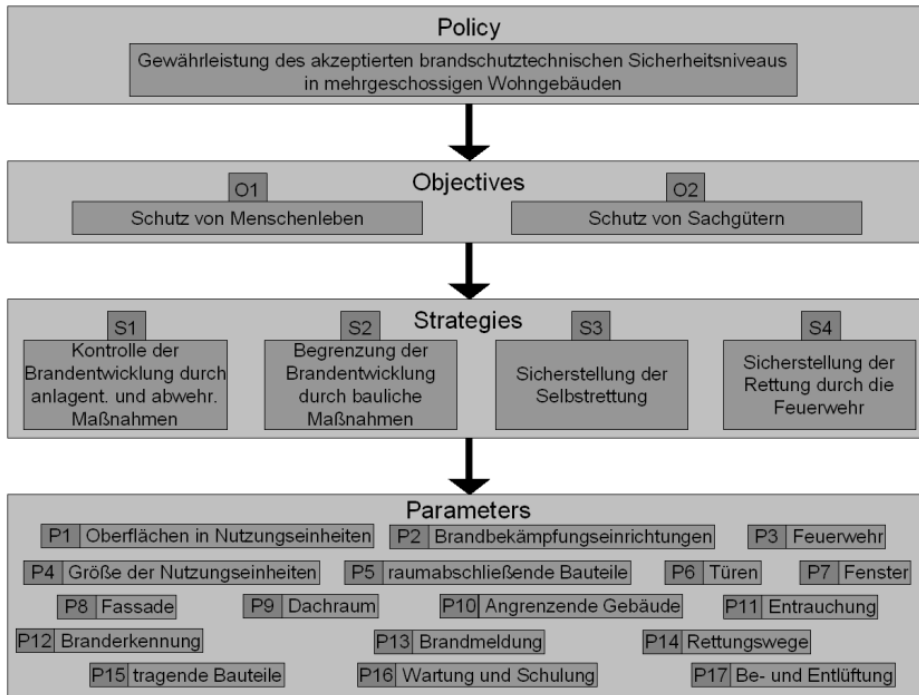 Policy
Gewährleistung des akzeptierten brandschutztechnischen Sicherheitsniveaus
in mehrgeschossigen Wohngebäuden
Objectives
O1
Schutz von Menschenleben
O2
Schutz von Sachgütern
Strategies
S1
Kontrolle der
Brandentwicklung durch
anlagent. und abwehr.
Maßnahmen
S2
Begrenzung der
Brandentwicklung
durch bauliche
Maßnahmen
S3
Sicherstellung der
Selbstrettung
S4
Sicherstellung der
Rettung durch die
Feuerwehr
Parameters
P1 Oberflächen in Nutzungseinheiten
P2 Brandbekämpfungseinrichtungen
P3 Feuerwehr
P4 Größe der Nutzungseinheiten
P5 raumabschließende Bauteile
P6 Türen
P7 Fenster
P8 Fassade
P9 Dachraum
P10 Angrenzende Gebäude
P11 Entrauchung
P12 Branderkennung
P13 Brandmeldung
P14 Rettungswege
P15 tragende Bauteile
P16 Wartung und Schulung
P17 Be- und Entlüftung